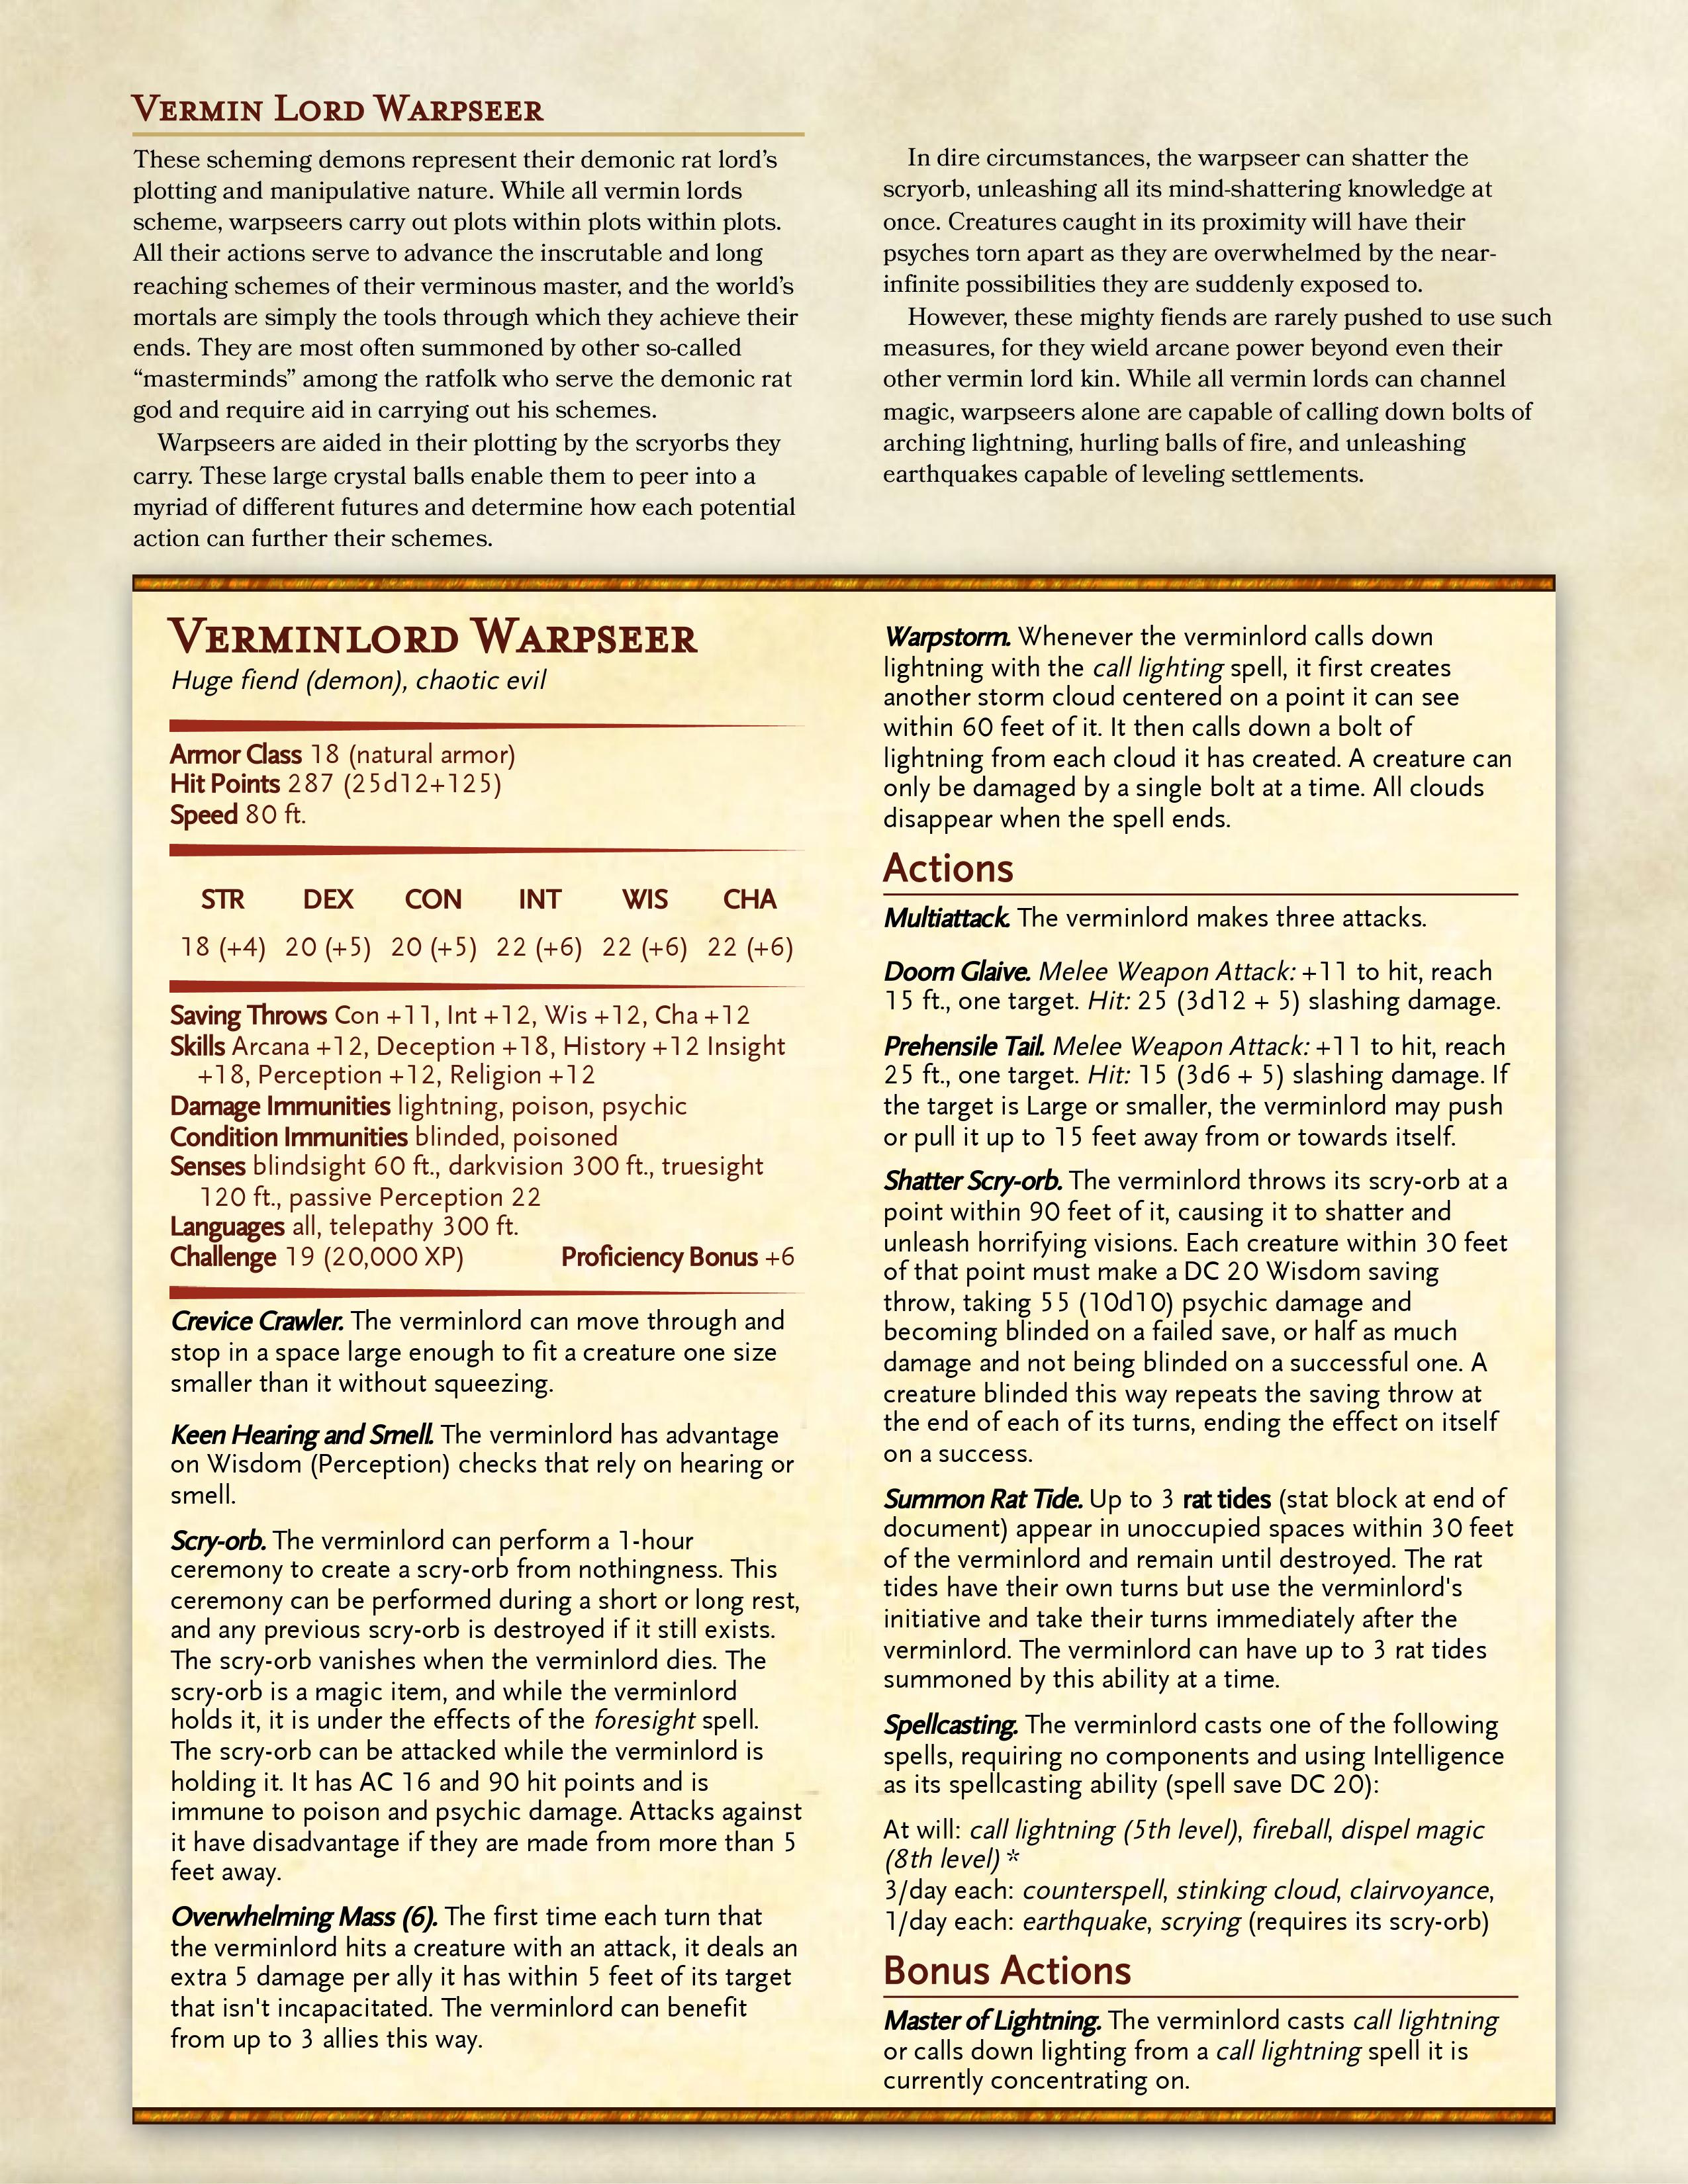 Vermin Lord Warpseer
These scheming demons represent their demonic rat lord's
plotting and manipulative nature. While all vermin lords
scheme, warpseers carry out plots within plots within plots.
All their actions serve to advance the inscrutable and long
reaching schemes of their verminous master, and the world's
mortals are simply the tools through which they achieve their
ends. They are most often summoned by other so-called
“masterminds” among the ratfolk who serve the demonic rat
god and require aid in carrying out his schemes.
Warpseers are aided in their plotting by the scryorbs they
carry. These large crystal balls enable them to peer into a
myriad of different futures and determine how each potential
action can further their schemes.
In dire circumstances, the warpseer can shatter the
scryorb, unleashing all its mind-shattering knowledge at
once. Creatures caught in its proximity will have their
psyches torn apart as they are overwhelmed by the near-
infinite possibilities they are suddenly exposed to.
However, these mighty fiends are rarely pushed to use such
measures, for they wield arcane power beyond even their
other vermin lord kin. While all vermin lords can channel
magic, warpseers alone are capable of calling down bolts of
arching lightning, hurling balls of fire, and unleashing
earthquakes capable of leveling settlements.
Verminlord Warpseer
Huge fiend (demon), chaotic evil
Armor Class 18 (natural armor)
Hit Points 287 (25d12+125)
Speed 80 ft.
STR DEX CON INT WIS CHA
18 (+4) 20 (+5) 20 (+5) 22 (+6) 22 (+6) 22 (+6)
Saving Throws Con +11, Int +12, Wis +12, Cha +12
Skills Arcana +12, Deception +18, History +12 Insight
+18, Perception +12, Religion +12
Damage Immunities lightning, poison, psychic
Condition Immunities blinded, poisoned
Senses blindsight 60 ft., darkvision 300 ft., truesight
120 ft., passive Perception 22
Languages all, telepathy 300 ft.
Challenge 19 (20,000 XP) Proficiency Bonus +6
Crevice Crawler. The verminlord can move through and
stop in a space large enough to fit a creature one size
smaller than it without squeezing.
Keen Hearing and Smell. The verminlord has advantage
on Wisdom (Perception) checks that rely on hearing or
smell.
Scry-orb. The verminlord can perform a 1-hour
ceremony to create a scry-orb from nothingness. This
ceremony can be performed during a short or long rest,
and any previous scry-orb is destroyed if it still exists.
The scry-orb vanishes when the verminlord dies. The
scry-orb is a magic item, and while the verminlord
holds it, it is under the effects of the foresight spell.
The scry-orb can be attacked while the verminlord is
holding it. It has AC 16 and 90 hit points and is
immune to poison and psychic damage. Attacks against
it have disadvantage if they are made from more than 5
feet away.
Overwhelming Mass (6). The first time each turn that
the verminlord hits a creature with an attack, it deals an
extra 5 damage per ally it has within 5 feet of its target
that isn't incapacitated. The verminlord can benefit
from up to 3 allies this way.
Warpstorm. Whenever the verminlord calls down
lightning with the call lighting spell, it first creates
another storm cloud centered on a point it can see
within 60 feet of it. It then calls down a bolt of
lightning from each cloud it has created. A creature can
only be damaged by a single bolt at a time. All clouds
disappear when the spell ends.
Actions
Multiattack. The verminlord makes three attacks.
Doom Glaive. Melee Weapon Attack: +11 to hit, reach
15 ft., one target. Hit: 25 (3d12 + 5) slashing damage.
Prehensile Tail. Melee Weapon Attack: +11 to hit, reach
25 ft., one target. Hit: 15 (3d6 + 5) slashing damage. If
the target is Large or smaller, the verminlord may push
or pull it up to 15 feet away from or towards itself.
Shatter Scry-orb. The verminlord throws its scry-orb at a
point within 90 feet of it, causing it to shatter and
unleash horrifying visions. Each creature within 30 feet
of that point must make a DC 20 Wisdom saving
throw, taking 55 (10d10) psychic damage and
becoming blinded on a failed save, or half as much
damage and not being blinded on a successful one. A
creature blinded this way repeats the saving throw at
the end of each of its turns, ending the effect on itself
on a success.
Summon Rat Tide. Up to 3 rat tides (stat block at end of
document) appear in unoccupied spaces within 30 feet
of the verminlord and remain until destroyed. The rat
tides have their own turns but use the verminlord's
initiative and take their turns immediately after the
verminlord. The verminlord can have up to 3 rat tides
summoned by this ability at a time.
Spellcasting. The verminlord casts one of the following
spells, requiring no components and using Intelligence
as its spellcasting ability (spell save DC 20):
At will: call lightning (5th level), fireball, dispel magic
(8th level) *
3/day each: counterspell, stinking cloud, clairvoyance,
1/day each: earthquake, scrying (requires its scry-orb)
Bonus Actions
Master of Lightning. The verminlord casts call lightning
or calls down lighting from a call lightning spell it is
currently concentrating on.